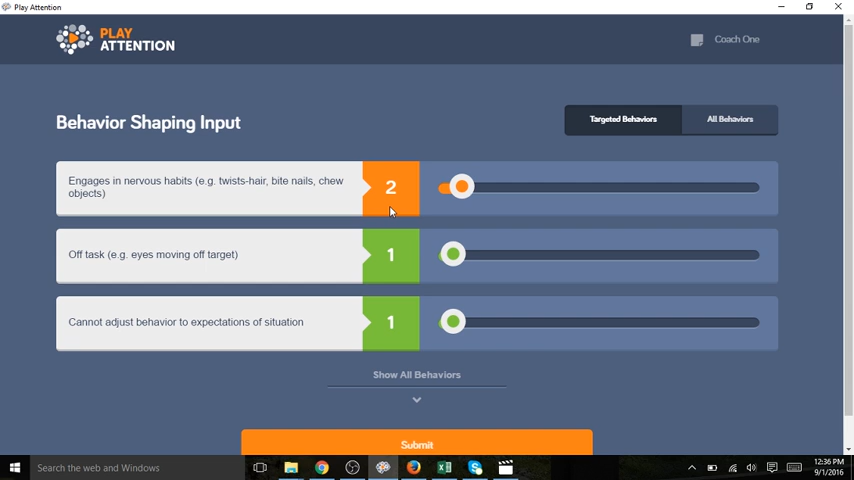 Play Attention
PLAY
ATTENTION
Coach One
Behavior Shaping Input
Targeted Behaviors
All Behaviors
Engages in nervous habits (e.g. twists-hair, bite nails, chew
objects)
2
Off task (e.g. eyes moving off target)
1
Cannot adjust behavior to expectations of situation
1
Show All Behaviors
Submit
Search the web and Windows
12:36 PM
9/1/2016